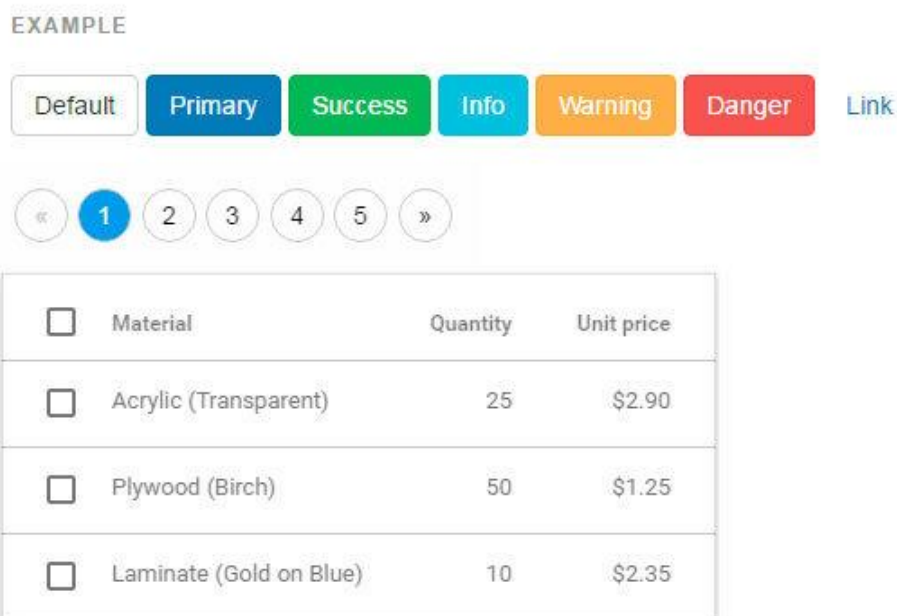 EXAMPLE
Default Primary Success Info Warning Danger Link
« 1 2 3 4 5 »
Material Quantity Unit price
Acrylic (Transparent) 25 $2.90
Plywood (Birch) 50 $1.25
Laminate (Gold on Blue) 10 $2.35